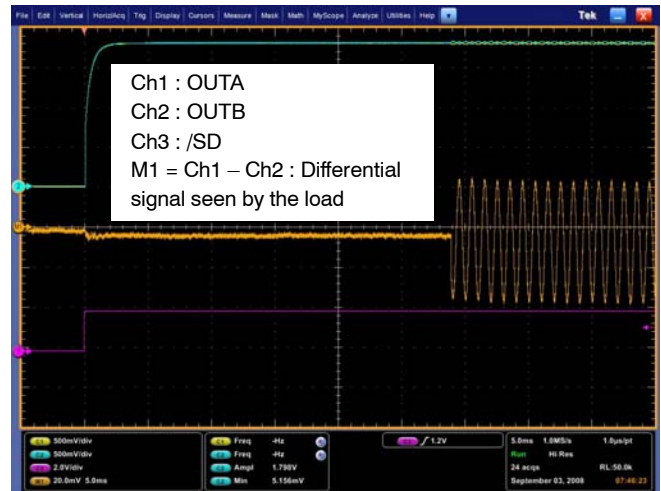 File Edit Vertical Horiz/Acq Trig Display Cursors Measure Mask Math MyScope Analyze Utilities Help Tek
Ch1 : OUTA
Ch2 : OUTB
Ch3 : /SD
M1 = Ch1 – Ch2 : Differential
signal seen by the load
500mV/div
500mV/div
2.0V/div
20.0mV 5.0ms
Freq -Hz
Freq -Hz
Ampl 1.798V
Min 5.156mV
1.2V
5.0ms 1.0MS/s 1.0µs/pt
Run Hi Res
24 acqs RL:50.0k
September 03, 2008 07:46:23